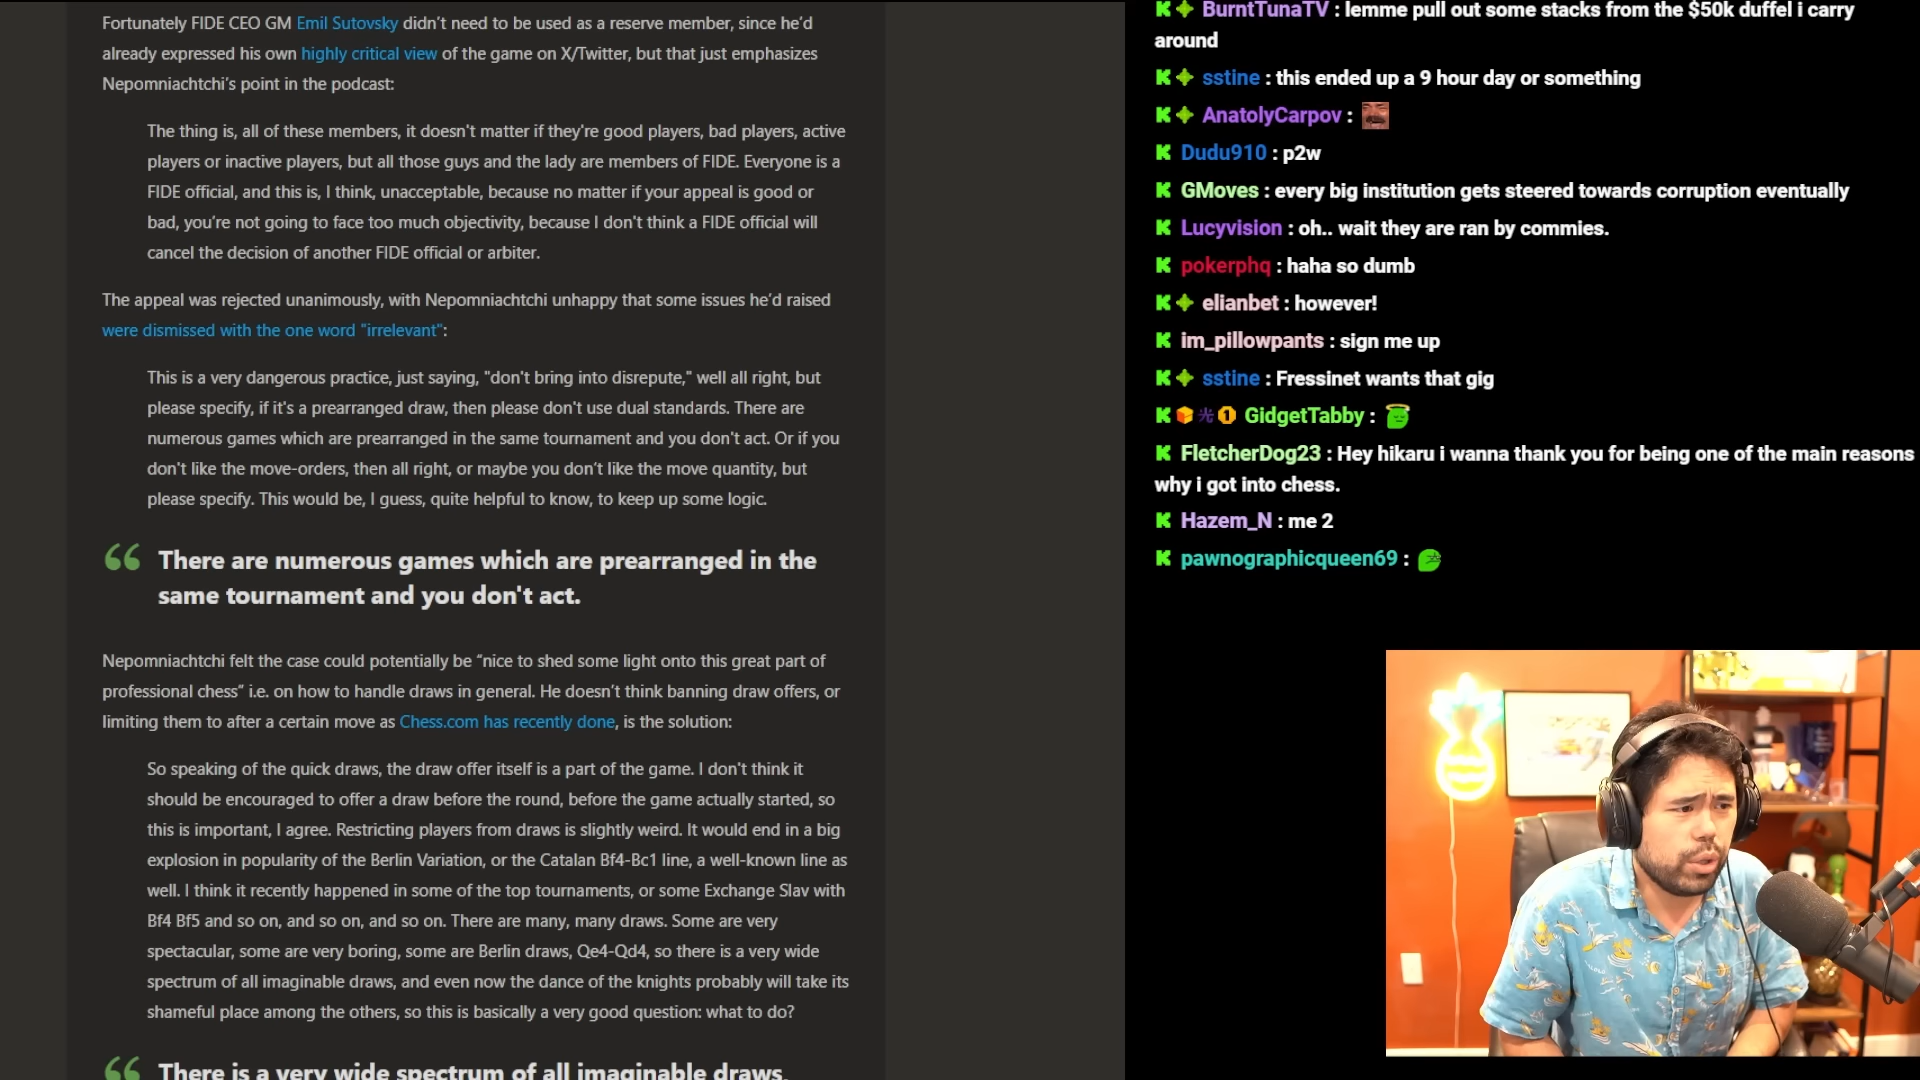 Fortunately FIDE CEO GM Emil Sutovsky didn’t need to be used as a reserve member, since he’d
already expressed his own highly critical view of the game on X/Twitter, but that just emphasizes
Nepomniachtchi’s point in the podcast:
The thing is, all of these members, it doesn't matter if they're good players, bad players, active
players or inactive players, but all those guys and the lady are members of FIDE. Everyone is a
FIDE official, and this is, I think, unacceptable, because no matter if your appeal is good or
bad, you’re not going to face too much objectivity, because I don't think a FIDE official will
cancel the decision of another FIDE official or arbiter.
The appeal was rejected unanimously, with Nepomniachtchi unhappy that some issues he’d raised
were dismissed with the one word "irrelevant":
This is a very dangerous practice, just saying, "don't bring into disrepute," well all right, but
please specify, if it's a prearranged draw, then please don’t use dual standards. There are
numerous games which are prearranged in the same tournament and you don't act. Or if you
don't like the move-orders, then all right, or maybe you don’t like the move quantity, but
please specify. This would be, I guess, quite helpful to know, to keep up some logic.
“ There are numerous games which are prearranged in the
same tournament and you don't act.
Nepomniachtchi felt the case could potentially be “nice to shed some light onto this great part of
professional chess” i.e. on how to handle draws in general. He doesn’t think banning draw offers, or
limiting them to after a certain move as Chess.com has recently done, is the solution:
So speaking of the quick draws, the draw offer itself is a part of the game. I don't think it
should be encouraged to offer a draw before the round, before the game actually started, so
this is important, I agree. Restricting players from draws is slightly weird. It would end in a big
explosion in popularity of the Berlin Variation, or the Catalan Bf4-Bc1 line, a well-known line as
well. I think it recently happened in some of the top tournaments, or some Exchange Slav with
Bf4 Bf5 and so on, and so on, and so on. There are many, many draws. Some are very
spectacular, some are very boring, some are Berlin draws, Qe4-Qd4, so there is a very wide
spectrum of all imaginable draws, and even now the dance of the knights probably will take its
shameful place among the others, so this is basically a very good question: what to do?
“ There is a very wide spectrum of all imaginable draws,
BurntTunaTV : lemme pull out some stacks from the $50k duffel i carry
around
sstine : this ended up a 9 hour day or something
AnatolyCarpov :
Dudu910 : p2w
GMoves : every big institution gets steered towards corruption eventually
Lucyvision : oh.. wait they are ran by commies.
pokerphq : haha so dumb
elianbet : however!
im_pillowpants : sign me up
sstine : Fressinet wants that gig
1 GidgetTabby :
FletcherDog23 : Hey hikaru i wanna thank you for being one of the main reasons
why i got into chess.
Hazem_N : me 2
pawnographicqueen69 :